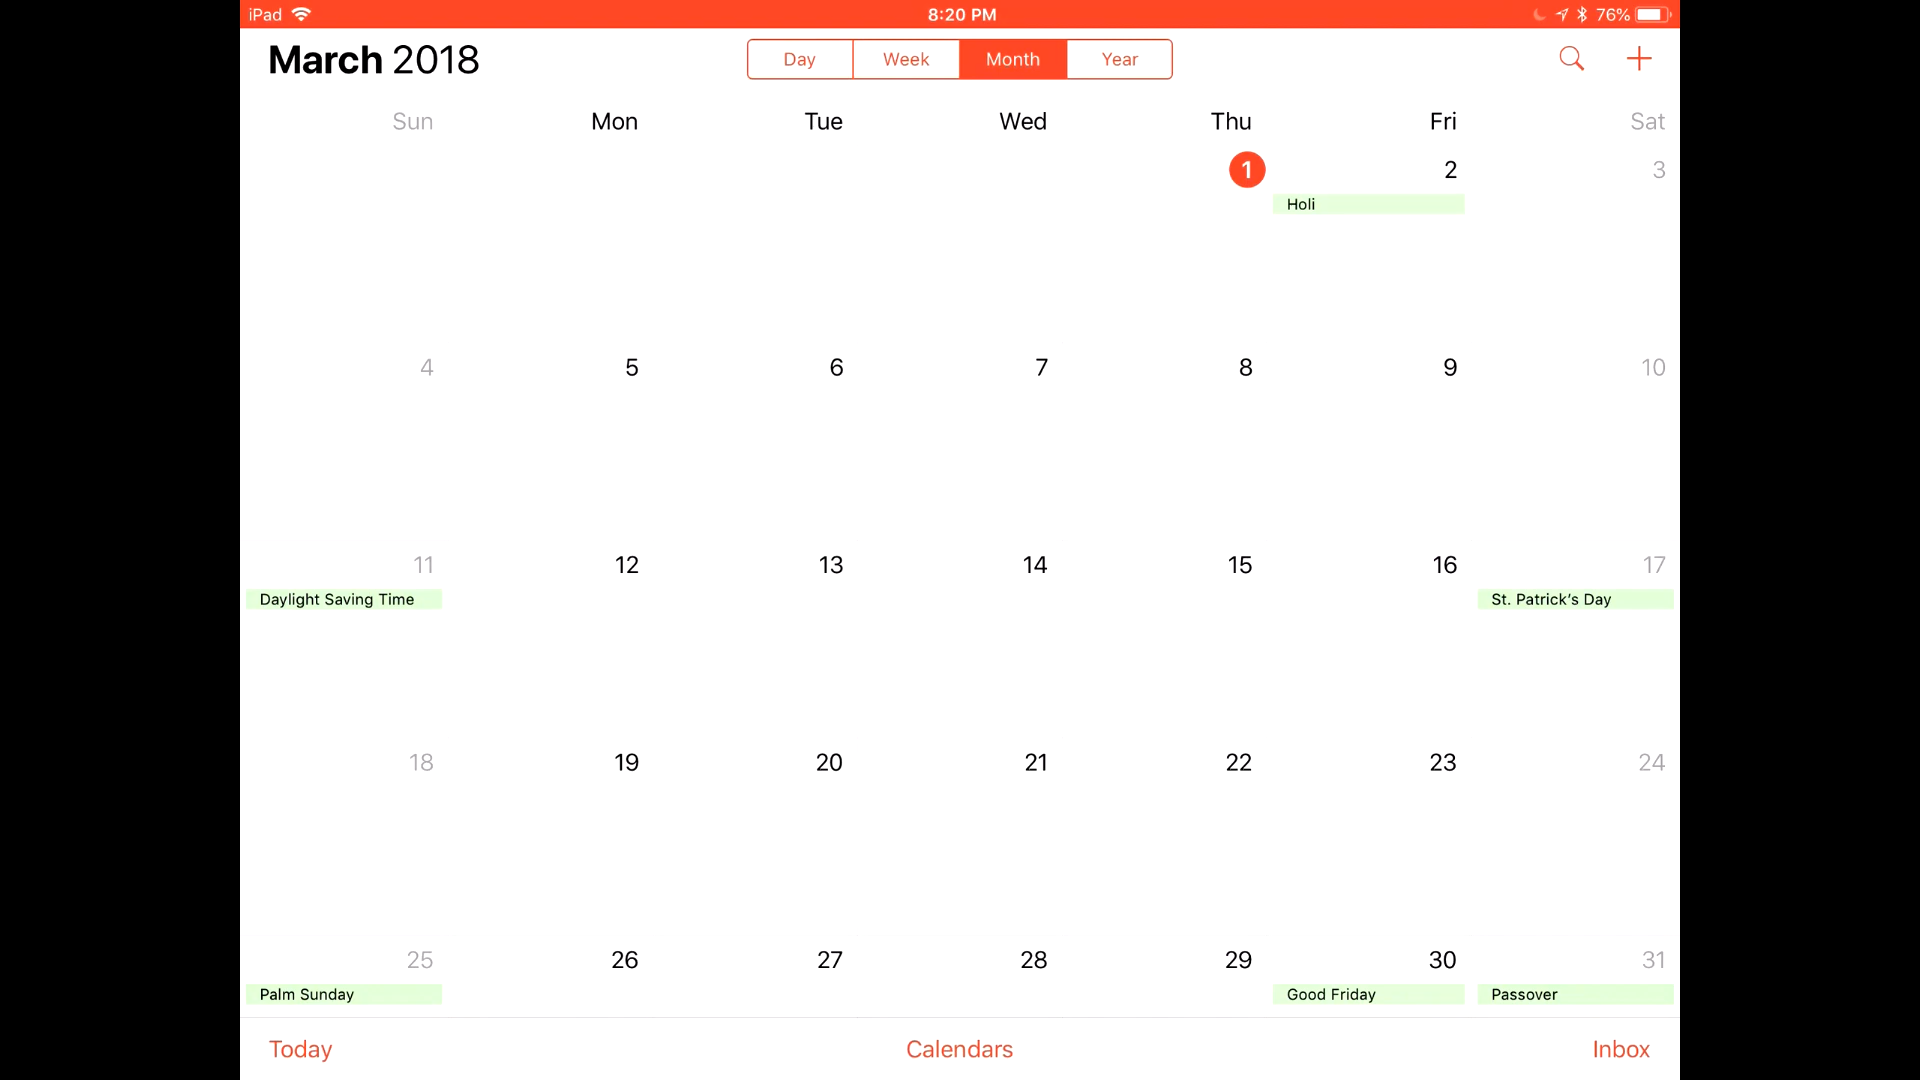 iPad 8:20 PM 76%
March 2018 Day Week Month Year
Sun Mon Tue Wed Thu Fri Sat
1 2 3
Holi
4 5 6 7 8 9 10
11 12 13 14 15 16 17
Daylight Saving Time St. Patrick's Day
18 19 20 21 22 23 24
25 26 27 28 29 30 31
Palm Sunday Good Friday Passover
Today Calendars Inbox